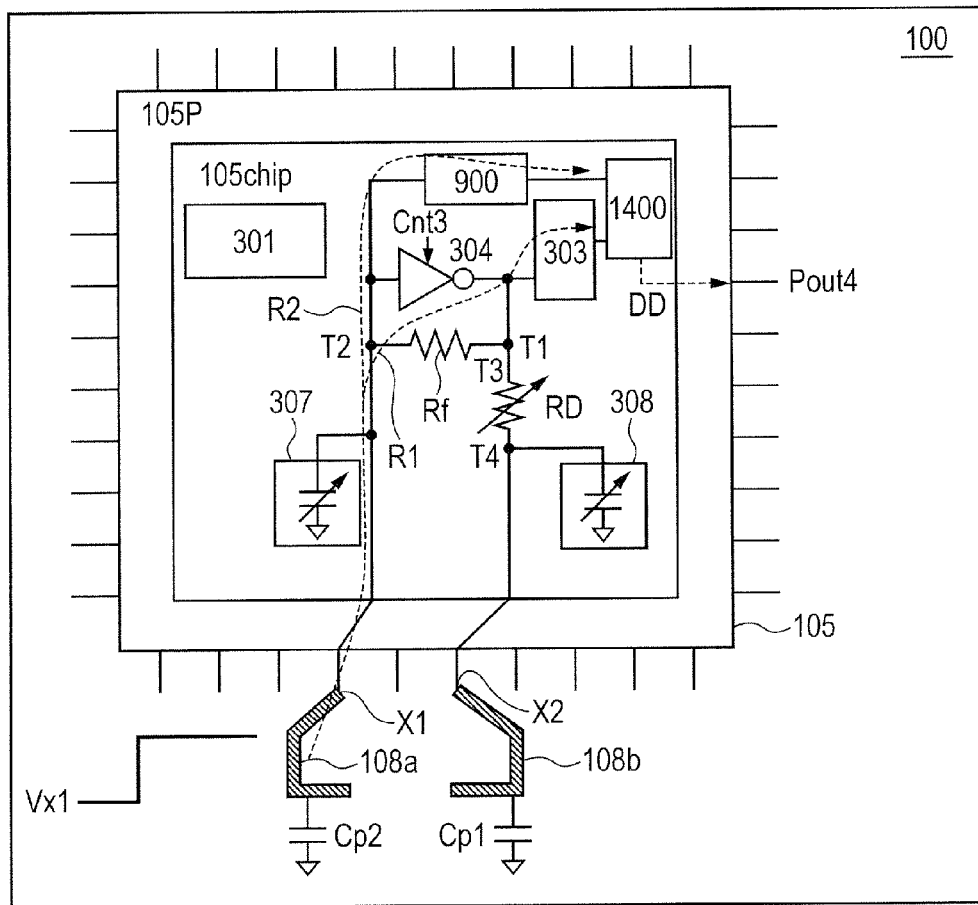 100
105P
105chip
301
900
1400
Cnt3
304
303
Pout4
DD
R2
T2
T1
T3
Rf
RD
307
R1
T4
308
105
X1
X2
108a
108b
Vx1
Cp2
Cp1